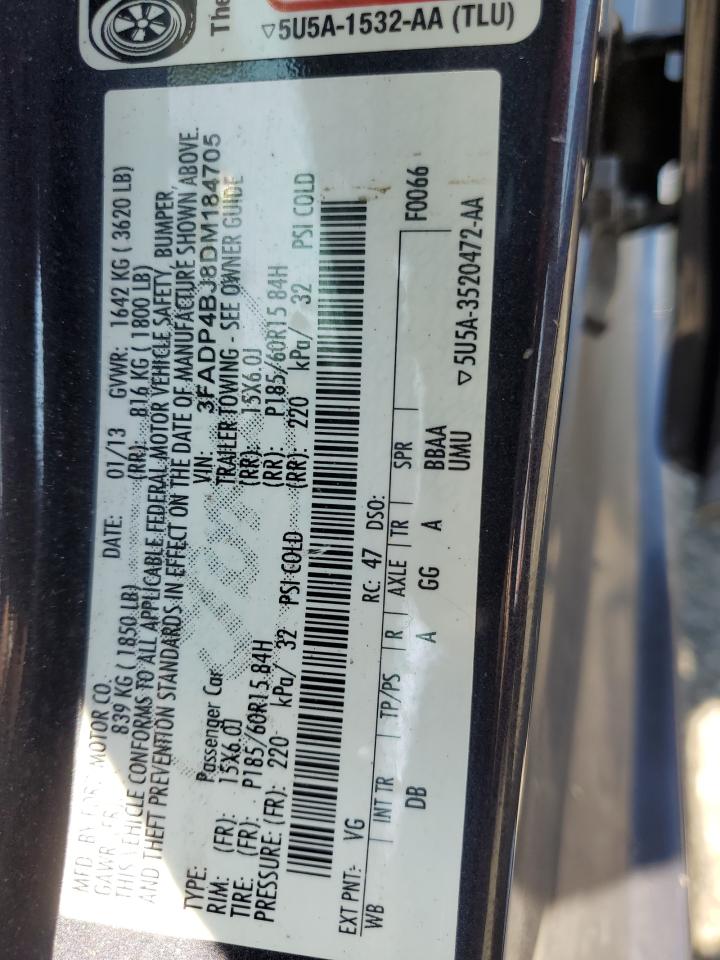 The
▽5U5A-1532-AA (TLU)
MFD BY FORD MOTOR CO.
DATE: 01/13 GVWR: 1642 KG ( 3620 LB)
GAWR FR 839 KG ( 1850 LB) (RR): 816 KG ( 1800 LB)
THIS VEHICLE CONFORMS TO ALL APPLICABLE FEDERAL MOTOR VEHICLE SAFETY, BUMPER,
AND THEFT PREVENTION STANDARDS IN EFFECT ON THE DATE OF MANUFACTURE SHOWN ABOVE.
VIN: 3FADP4BJ8DM184705
TYPE: Passenger Car TRAILER TOWING - SEE OWNER GUIDE
RIM: (FR): 15X6.0J (RR): 15X6.0J
TIRE: (FR): P185/60R15 84H (RR): P185/60R15 84H
PRESSURE: (FR): 220 kPa/ 32 PSI COLD (RR): 220 kPa/ 32 PSI COLD
EXT PNT: VG RC: 47 DSO: F0066
WB INT TR TP/PS R AXLE TR SPR
DB A GG A BBAA
UMU
▽5U5A-3520472-AA